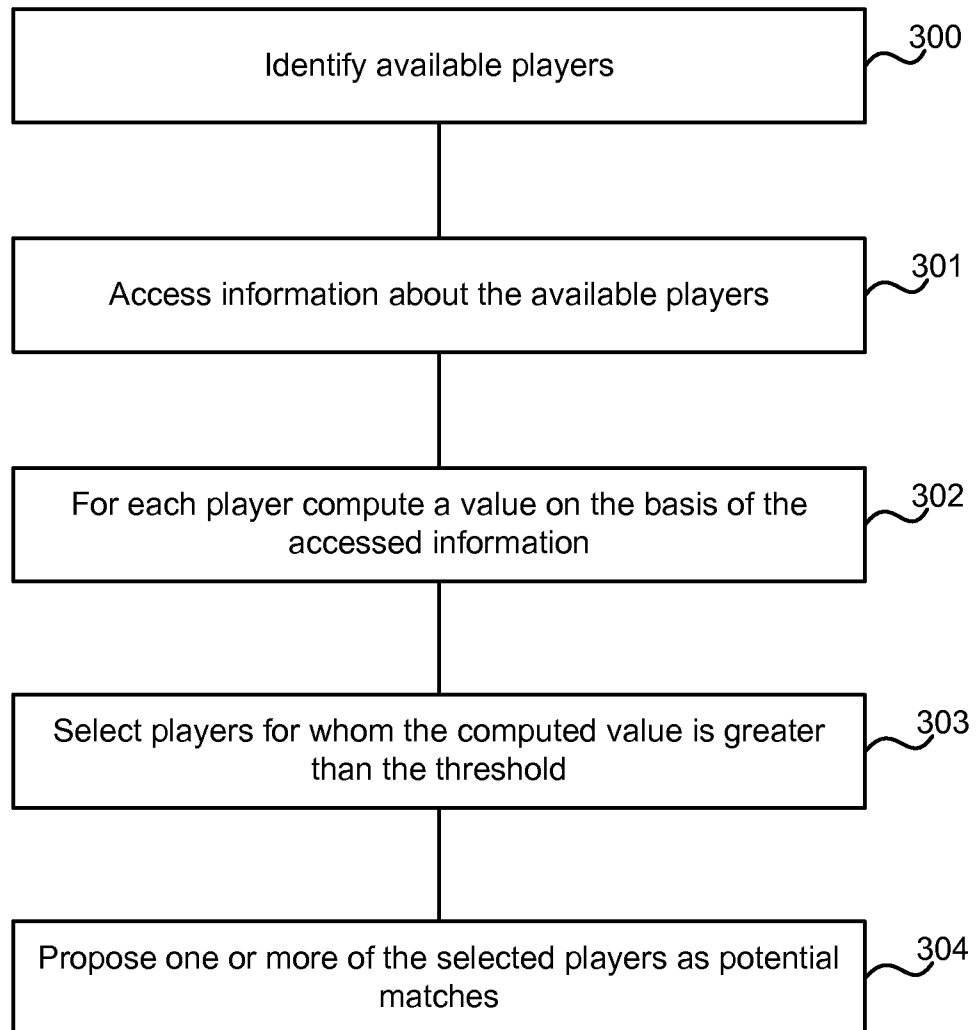 Identify available players
300
Access information about the available players
301
For each player compute a value on the basis of the
accessed information
302
Select players for whom the computed value is greater
than the threshold
303
Propose one or more of the selected players as potential
matches
304